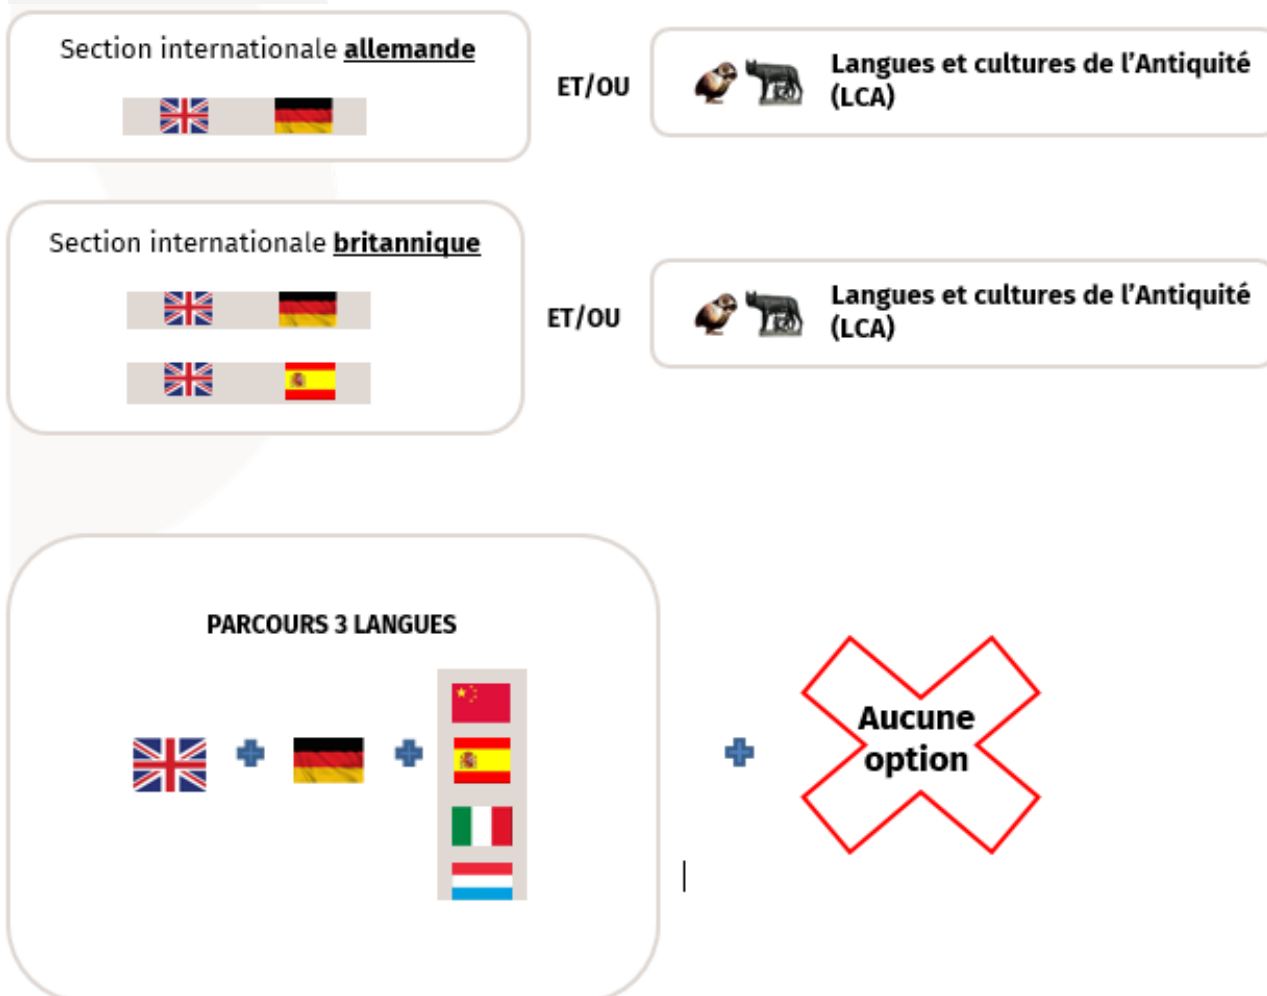 Section internationale allemande
ET/OU
Langues et cultures de l'Antiquité
(LCA)
Section internationale britannique
ET/OU
Langues et cultures de l'Antiquité
(LCA)
PARCOURS 3 LANGUES
Aucune
option